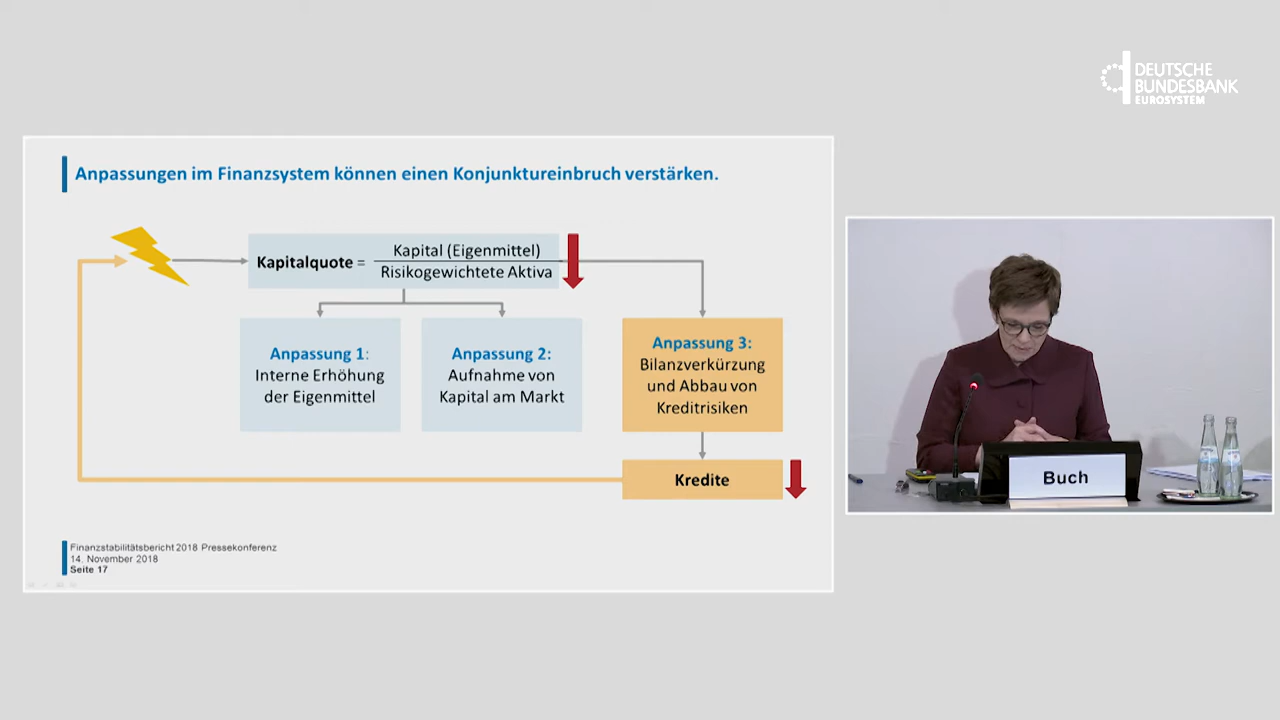 DEUTSCHE
BUNDESBANK
EUROSYSTEM
Anpassungen im Finanzsystem können einen Konjunktureinbruch verstärken.
Kapitalquote = Kapital (Eigenmittel)
Risikogewichtete Aktiva
Anpassung 1:
Interne Erhöhung
der Eigenmittel
Anpassung 2:
Aufnahme von
Kapital am Markt
Anpassung 3:
Bilanzverkürzung
und Abbau von
Kreditrisiken
Kredite
Finanzstabilitätsbericht 2018 Pressekonferenz
14. November 2018
Seite 17
Buch